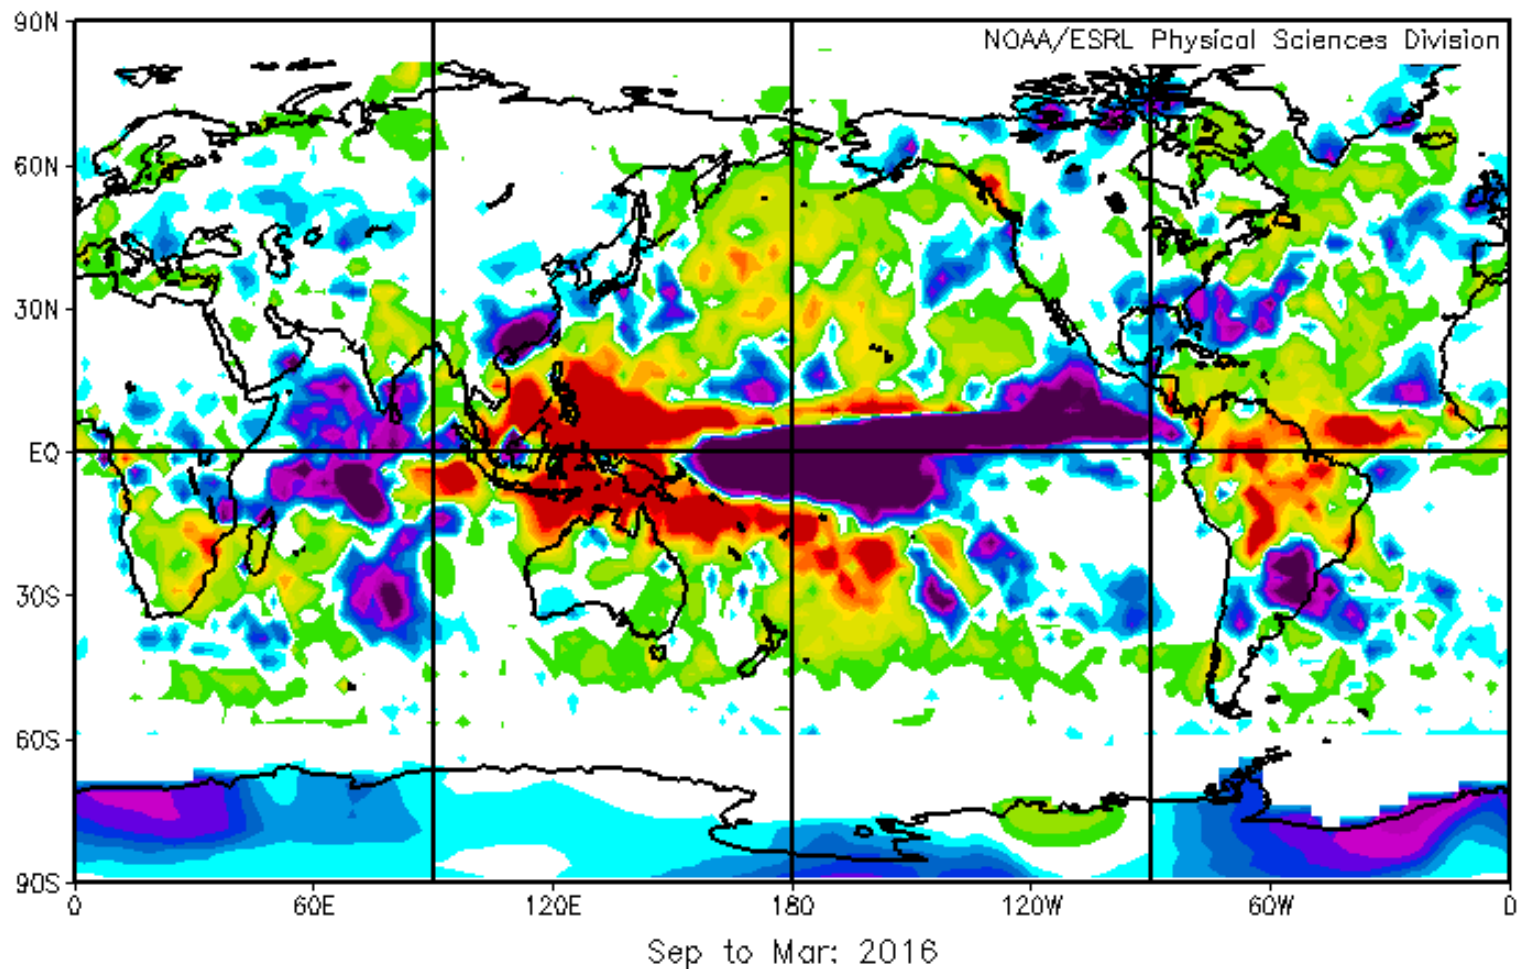 90N
NOAA/ESRL Physical Sciences Division
60N
30N
EQ
30S
60S
90S
0 60E 120E 180 120W 60W 0
Sep to Mar: 2016